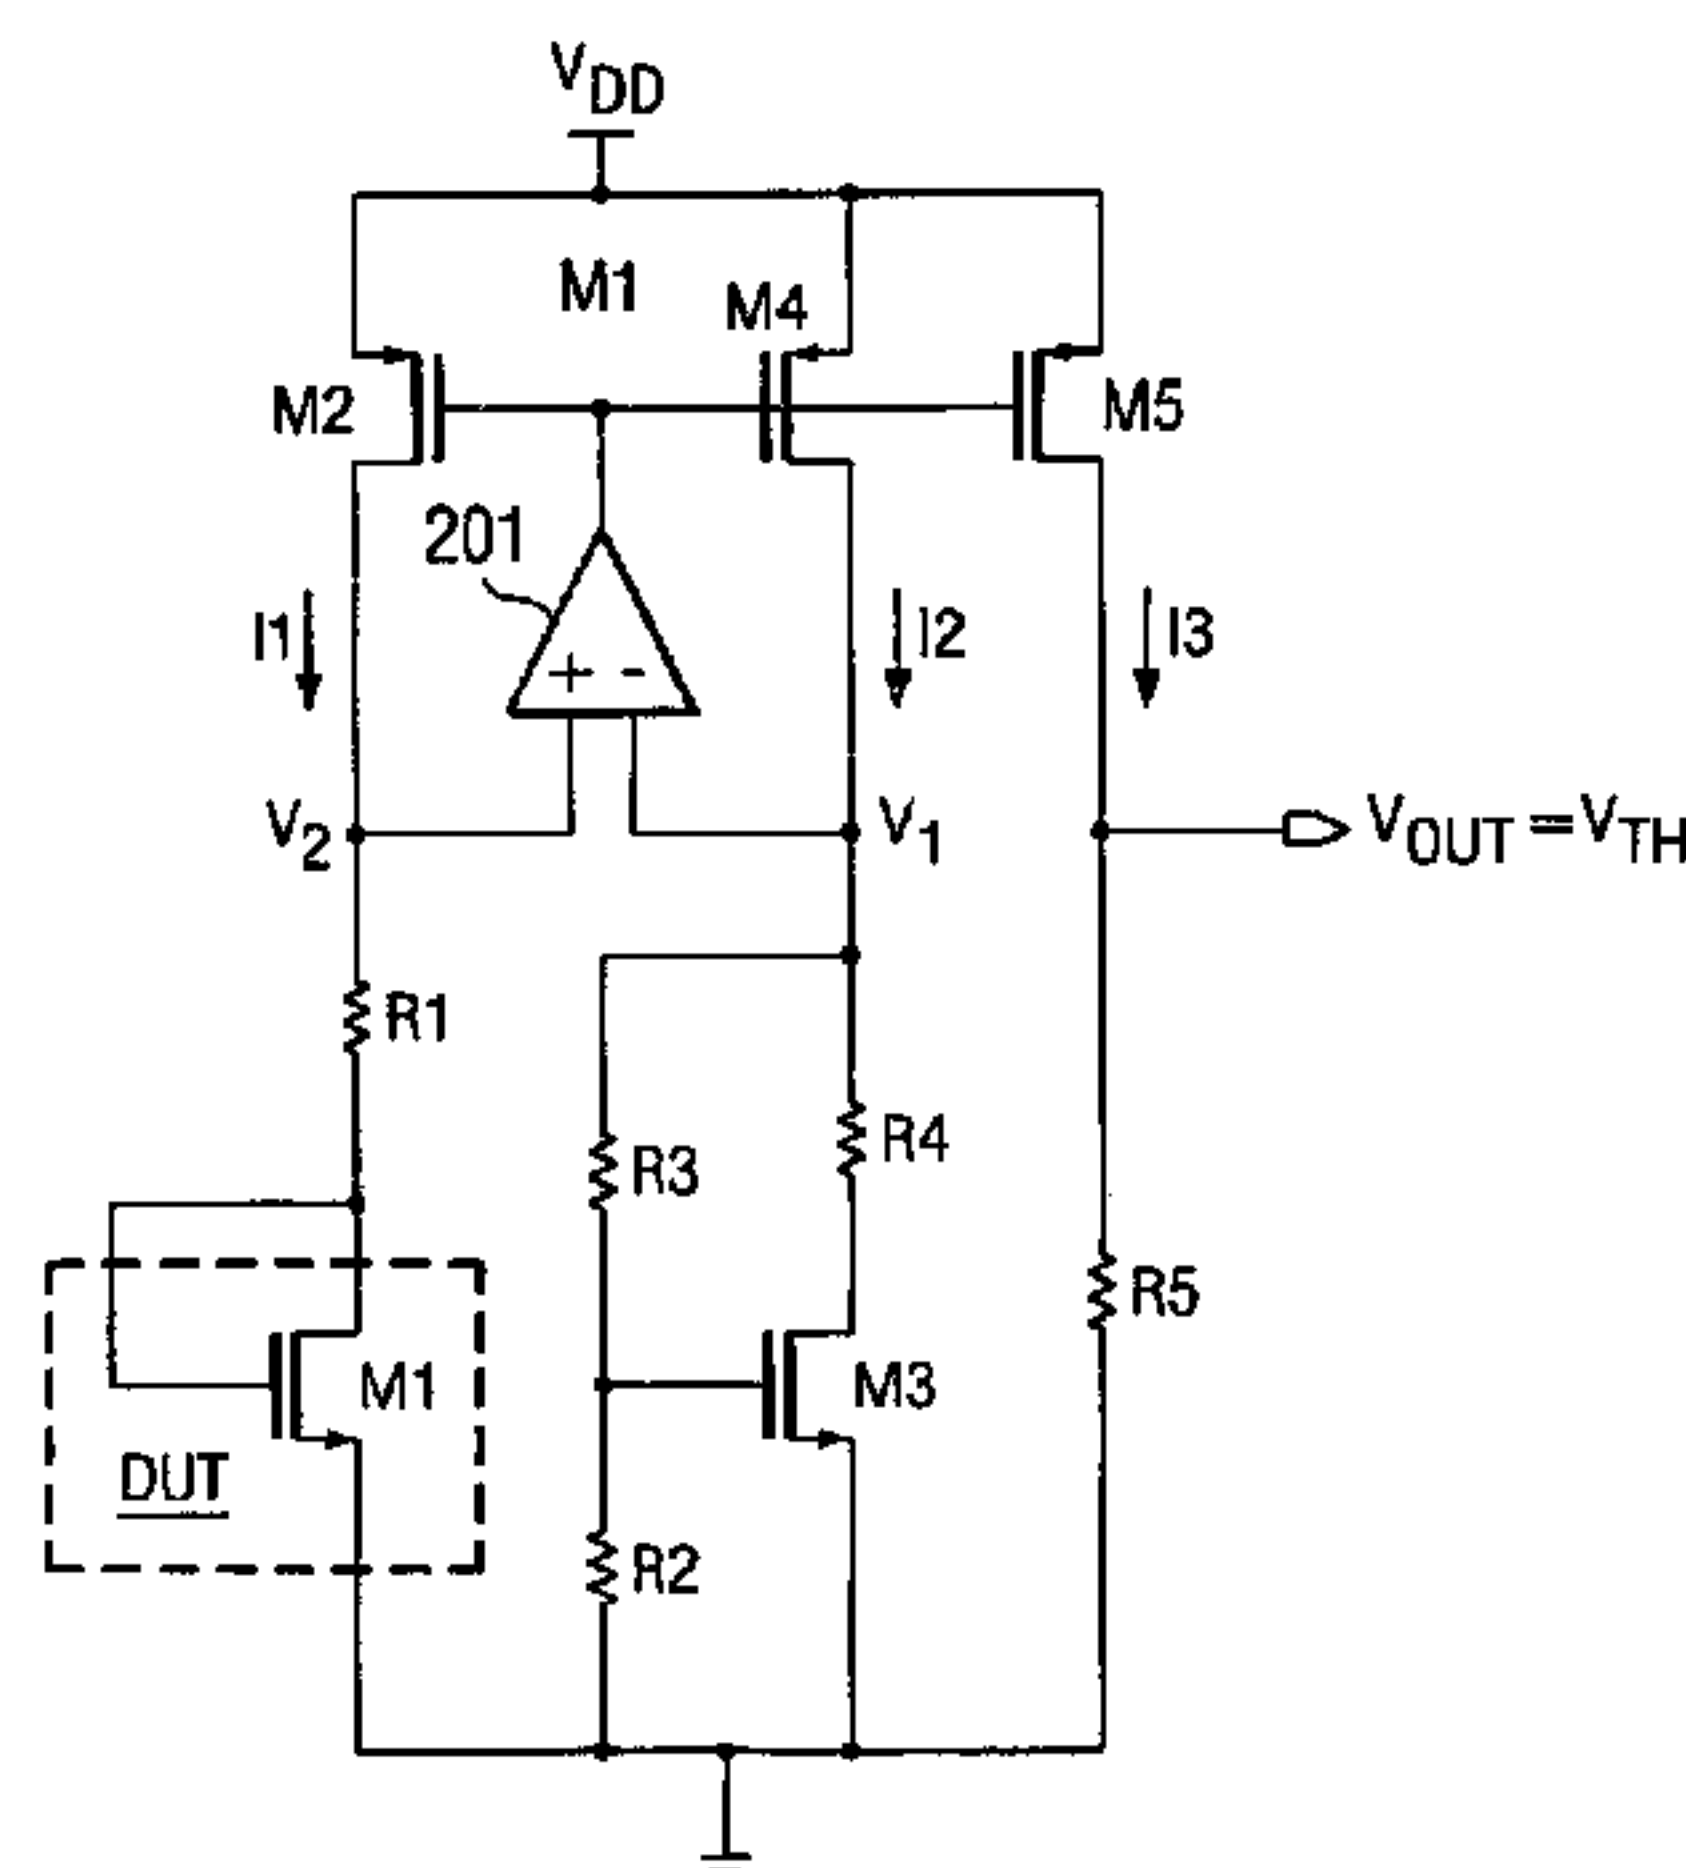 VDD
M1
M4
M2
M5
201
I1
+ -
I2
I3
V2
V1
VOUT = VTH
R1
R4
R3
R5
M1
M3
DUT
R2